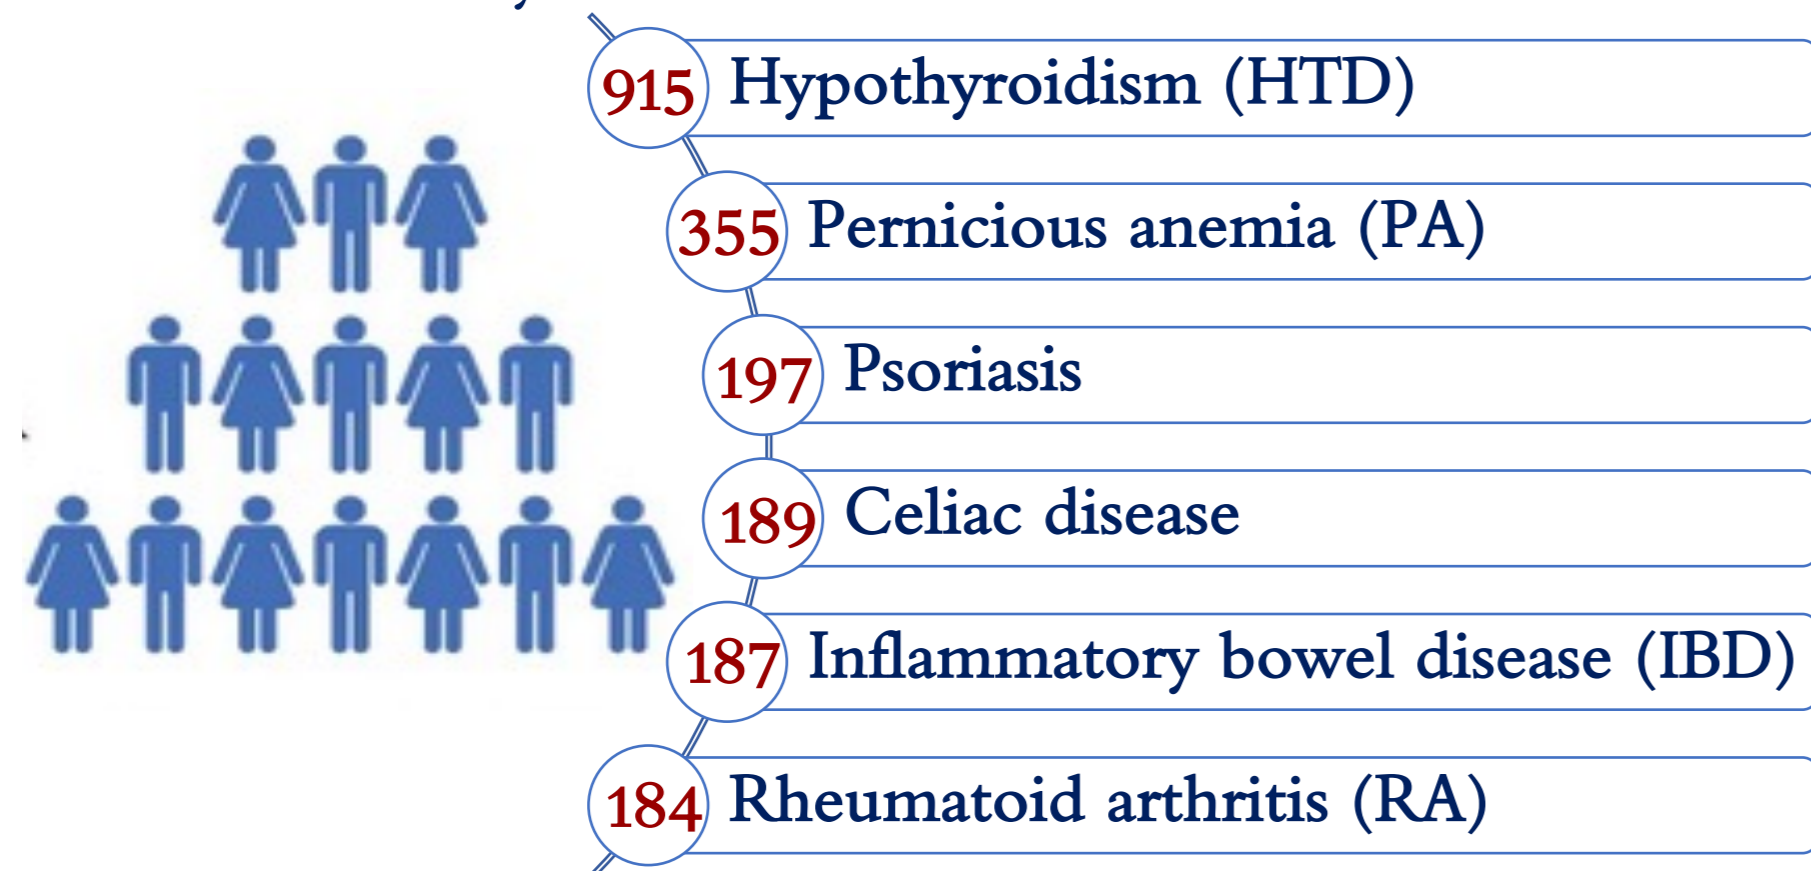 915 Hypothyroidism (HTD)
355 Pernicious anemia (PA)
197 Psoriasis
189 Celiac disease
187 Inflammatory bowel disease (IBD)
184 Rheumatoid arthritis (RA)